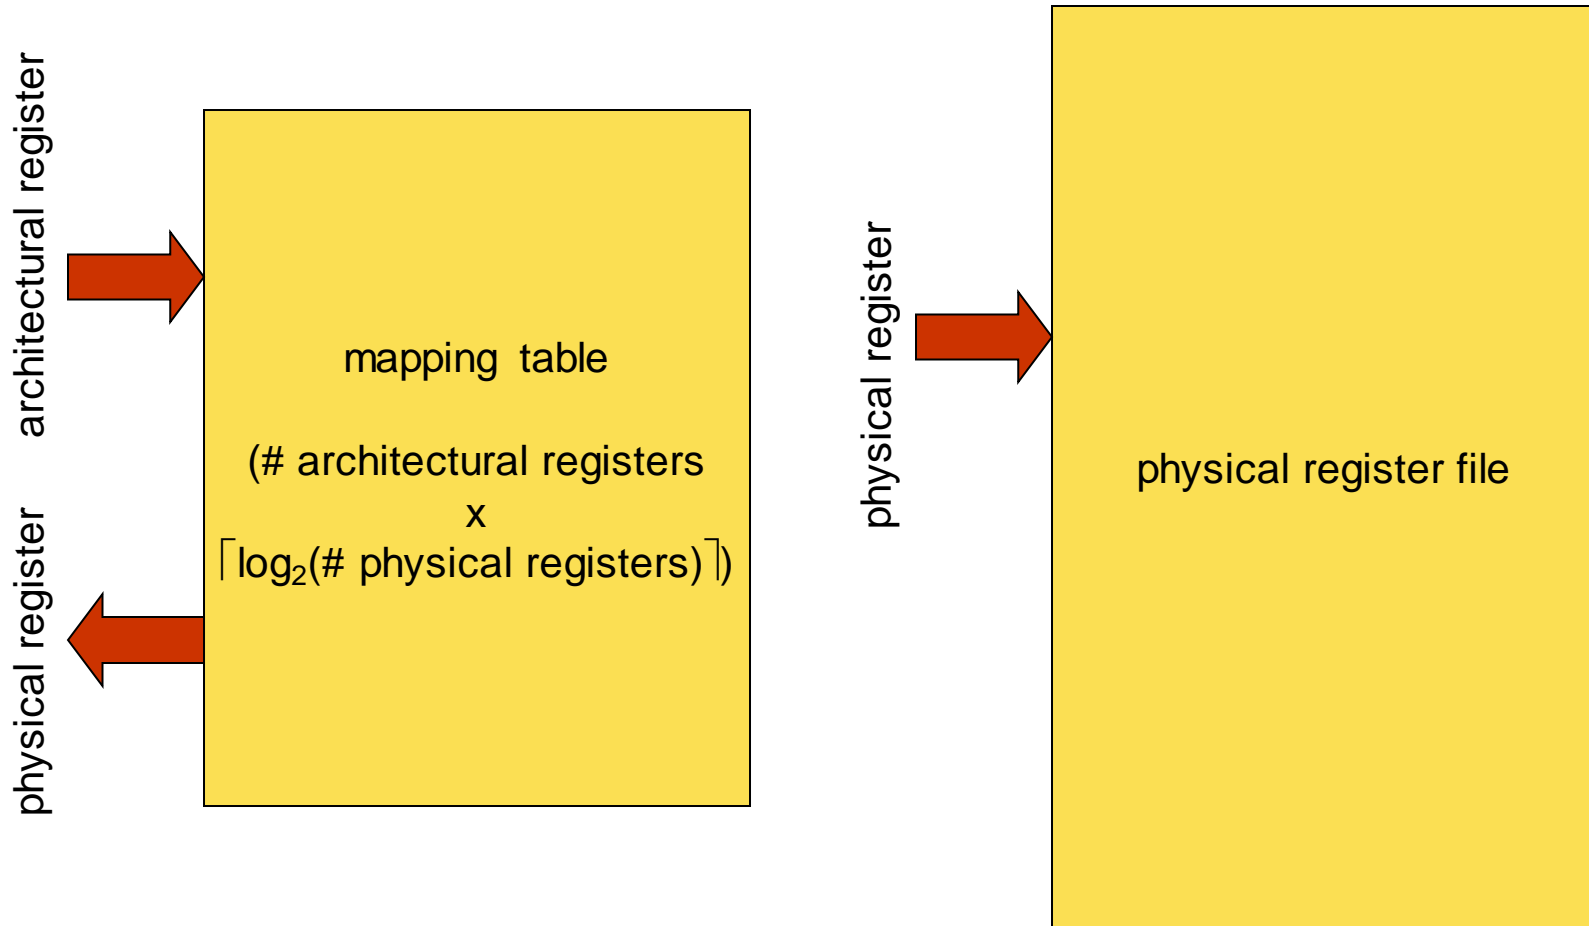 architectural register
physical register
mapping table
(# architectural registers
x
⌈log₂(# physical registers)⌉)
physical register
physical register file